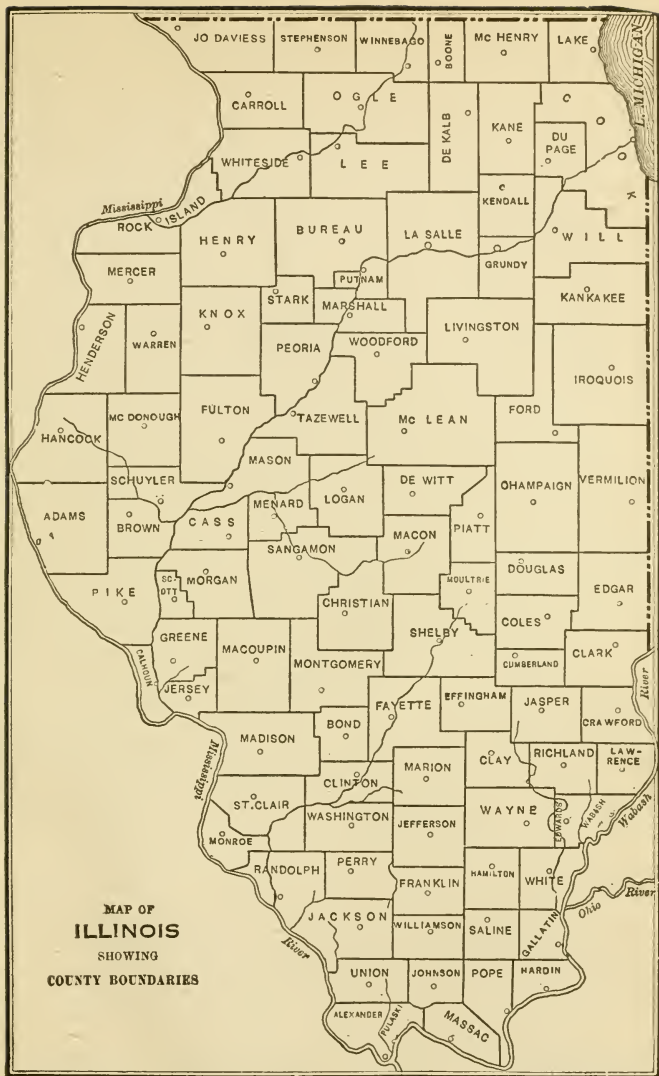 JO DAVIESS
STEPHENSON
WINNEBAGO
BOONE
MC HENRY
LAKE
L. MICHIGAN
CARROLL
OGLE
DE KALB
KANE
COOK
DU PAGE
WHITESIDE
LEE
KENDALL
Mississippi
ROCK ISLAND
HENRY
BUREAU
LA SALLE
GRUNDY
WILL
MERCER
STARK
PUTNAM
MARSHALL
KANKAKEE
HENDERSON
WARREN
KNOX
PEORIA
WOODFORD
LIVINGSTON
IROQUOIS
HANCOCK
MC DONOUGH
FULTON
TAZEWELL
Mc LEAN
FORD
SCHUYLER
MASON
ADAMS
BROWN
CASS
MENARD
LOGAN
DE WITT
OHAMPAIGN
VERMILION
PIATT
MACON
SANGAMON
PIKE
SC-
OTT
MORGAN
CHRISTIAN
MOULTRIE
DOUGLAS
EDGAR
COLES
SHELBY
CUMBERLAND
CLARK
CALHOUN
GREENE
JERSEY
MACOUPIN
MONTGOMERY
River
FAYETTE
EFFINGHAM
JASPER
CRAWFORD
MADISON
BOND
Mississippi
CLAY
RICHLAND
LAW-
RENCE
MARION
CLINTON
ST. CLAIR
WASHINGTON
JEFFERSON
WAYNE
EDWARDS
WABASH
Wabash
MONROE
RANDOLPH
PERRY
FRANKLIN
HAMILTON
WHITE
Ohio
River
JACKSON
WILLIAMSON
SALINE
GALLATIN
River
UNION
JOHNSON
POPE
HARDIN
ALEXANDER
PULASKI
MASSAC
MAP OF
ILLINOIS
SHOWING
COUNTY BOUNDARIES